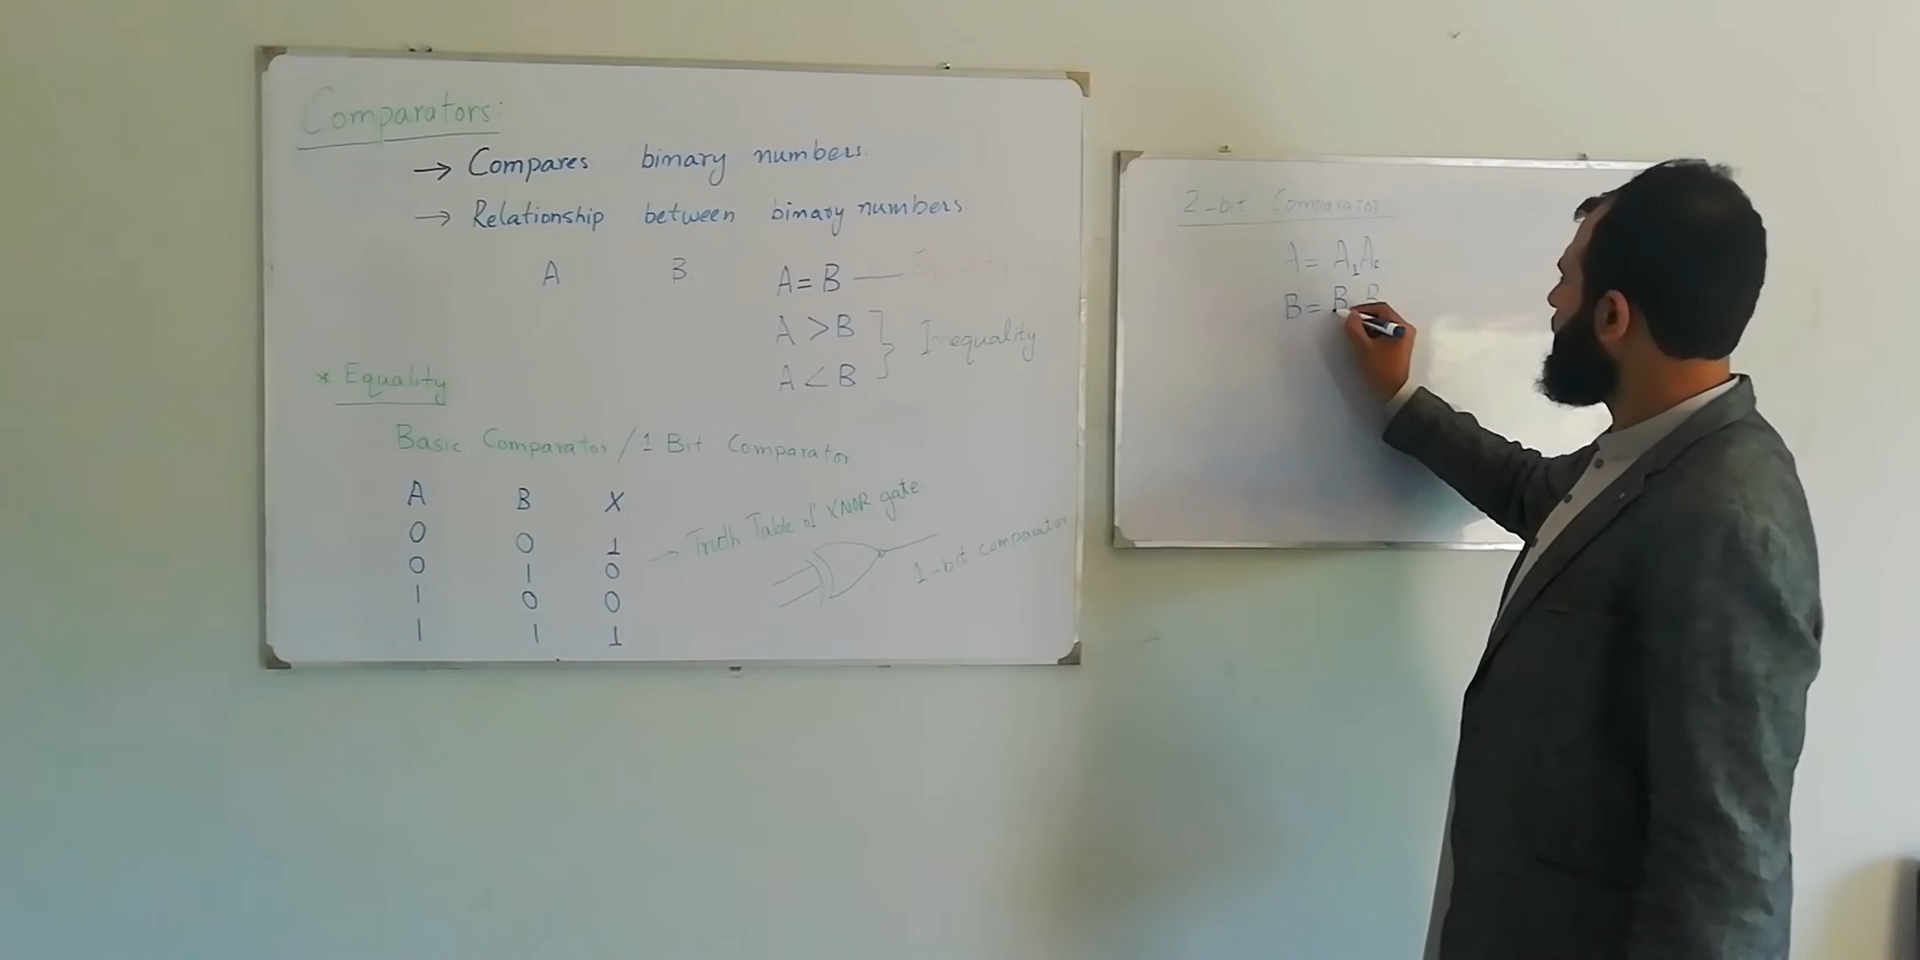 Comparators:
→ Compares binary numbers.
→ Relationship between binary numbers
A B. A = B — Equality
A > B } Inequality
A < B
* Equality
Basic Comparator / 1 Bit Comparator
A B X
0 0 1
0 1 0
1 0 0
1 1 1
→ Truth Table of XNOR gate
1-bit comparator
2-bit Comparator
A = A₁A₀
B = B B